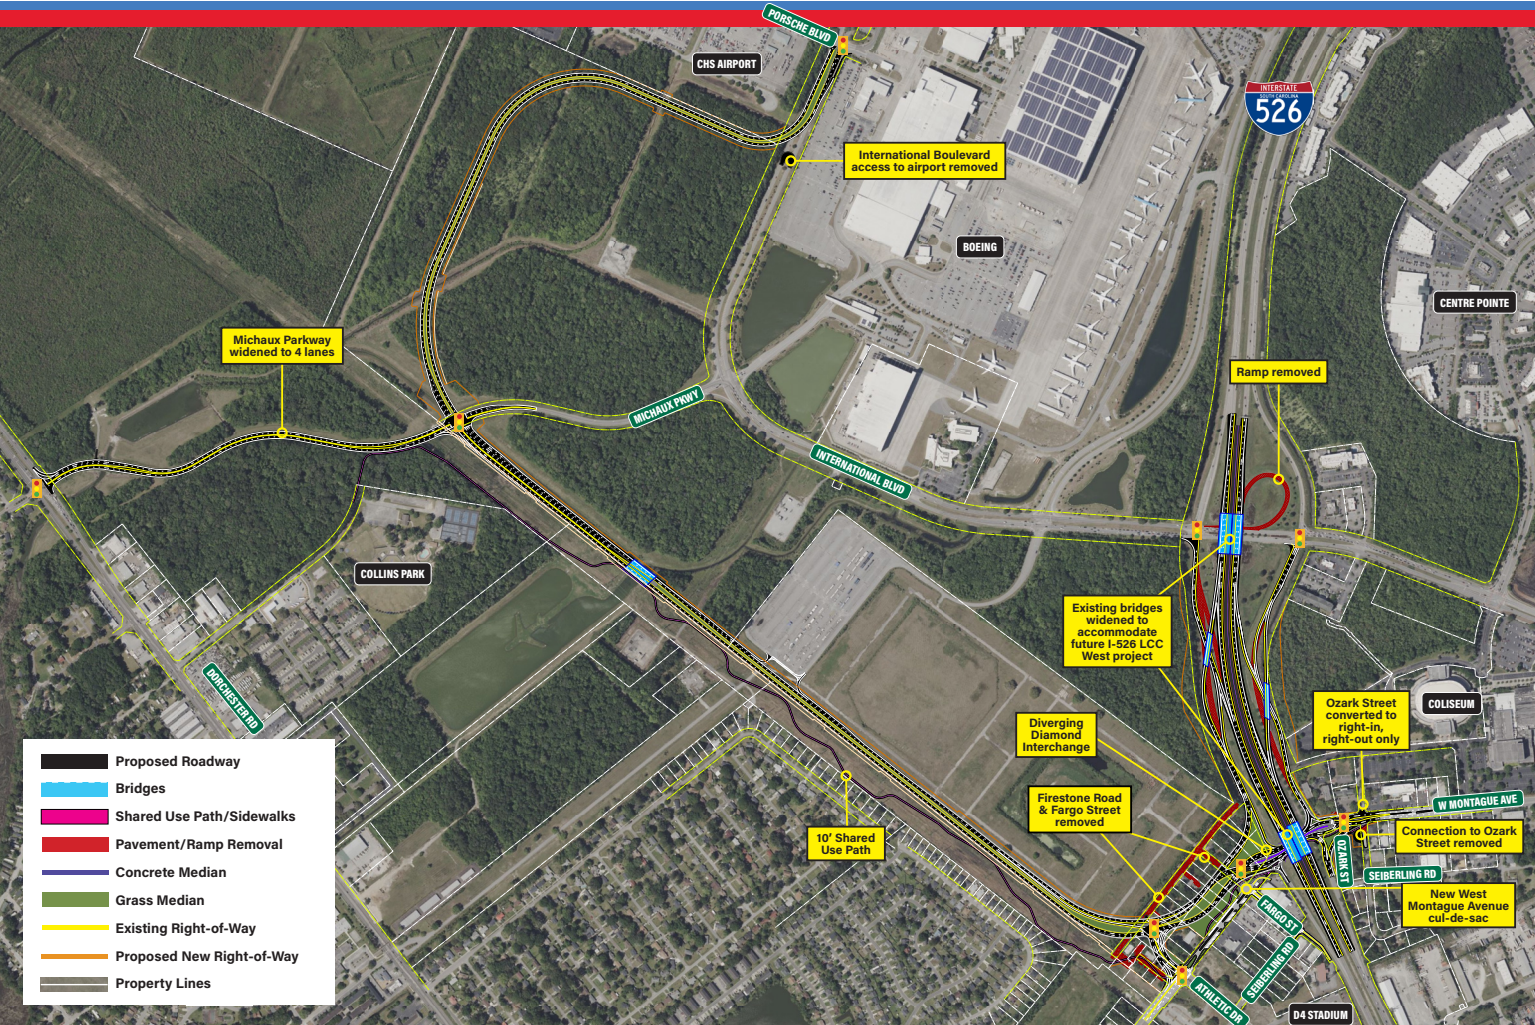 PORSCHE BLVD
CHS AIRPORT
INTERSTATE
SOUTH CAROLINA
526
International Boulevard
access to airport removed
BOEING
CENTRE POINTE
Michaux Parkway
widened to 4 lanes
Ramp removed
MICHAUX PKWY
INTERNATIONAL BLVD
COLLINS PARK
Existing bridges
widened to
accommodate
future I-526 LCC
West project
DORCHESTER RD
Diverging
Diamond
Interchange
Ozark Street
converted to
right-in,
right-out only
COLISEUM
Firestone Road
& Fargo Street
removed
W MONTAGUE AVE
10' Shared
Use Path
Connection to Ozark
Street removed
OZARK ST
SEIBERLING RD
New West
Montague Avenue
cul-de-sac
FARGO ST
SEIBERLING RD
ATHLETIC DR
D4 STADIUM
Proposed Roadway
Bridges
Shared Use Path/Sidewalks
Pavement/Ramp Removal
Concrete Median
Grass Median
Existing Right-of-Way
Proposed New Right-of-Way
Property Lines